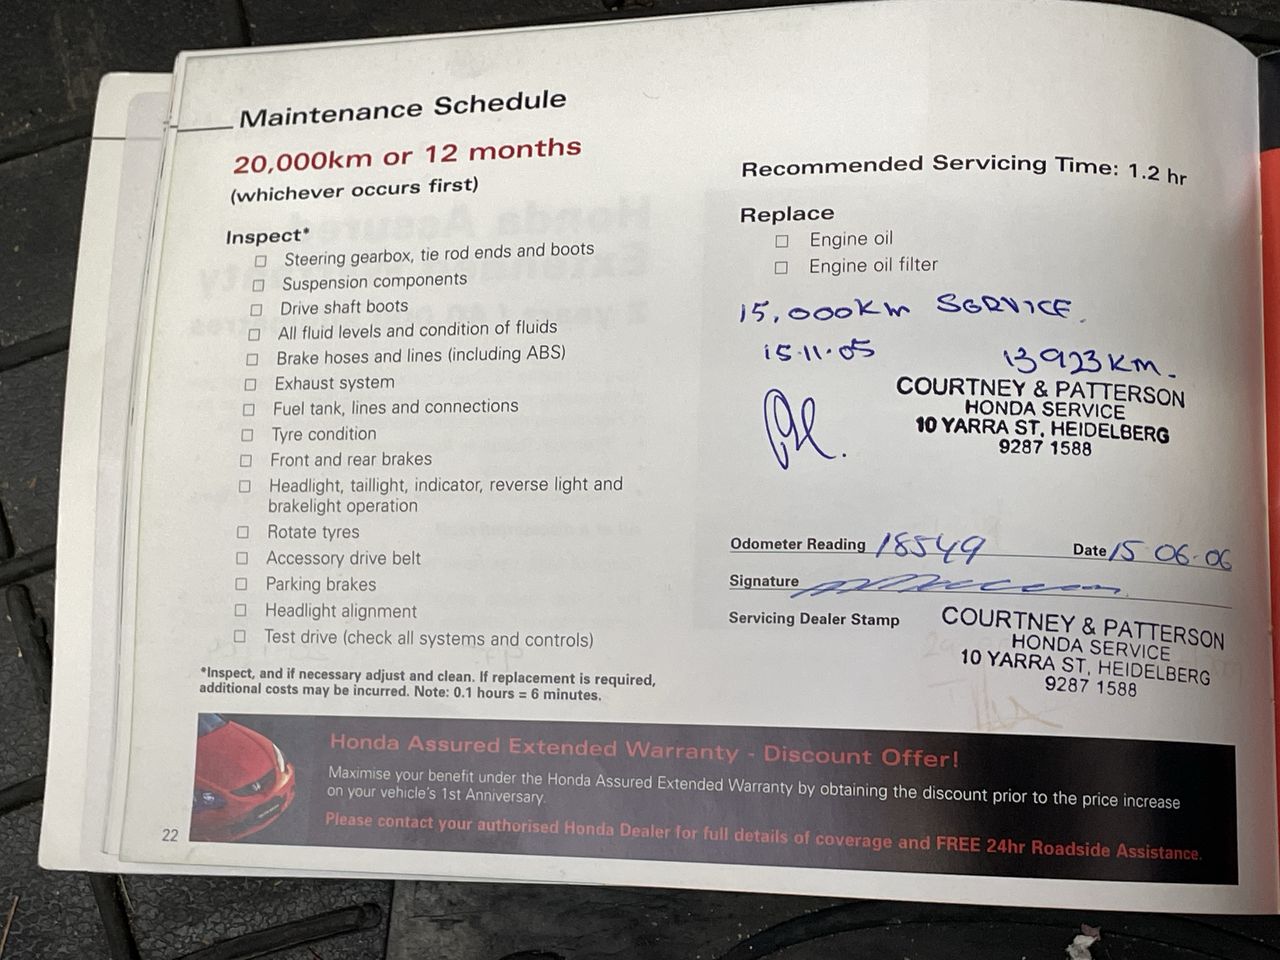 Maintenance Schedule
20,000km or 12 months
(whichever occurs first)
Inspect*
☐ Steering gearbox, tie rod ends and boots
☐ Suspension components
☐ Drive shaft boots
☐ All fluid levels and condition of fluids
☐ Brake hoses and lines (including ABS)
☐ Exhaust system
☐ Fuel tank, lines and connections
☐ Tyre condition
☐ Front and rear brakes
☐ Headlight, taillight, indicator, reverse light and
brakelight operation
☐ Rotate tyres
☐ Accessory drive belt
☐ Parking brakes
☐ Headlight alignment
☐ Test drive (check all systems and controls)
*Inspect, and if necessary adjust and clean. If replacement is required,
additional costs may be incurred. Note: 0.1 hours = 6 minutes.
Recommended Servicing Time: 1.2 hr
Replace
☐ Engine oil
☐ Engine oil filter
15,000km SERVICE.
15.11.05 13923km.
COURTNEY & PATTERSON
HONDA SERVICE
10 YARRA ST, HEIDELBERG
9287 1588
Odometer Reading 18549 Date 15 06.06
Signature
Servicing Dealer Stamp
COURTNEY & PATTERSON
HONDA SERVICE
10 YARRA ST, HEIDELBERG
9287 1588
Honda Assured Extended Warranty - Discount Offer!
Maximise your benefit under the Honda Assured Extended Warranty by obtaining the discount prior to the price increase
on your vehicle's 1st Anniversary.
Please contact your authorised Honda Dealer for full details of coverage and FREE 24hr Roadside Assistance.
22